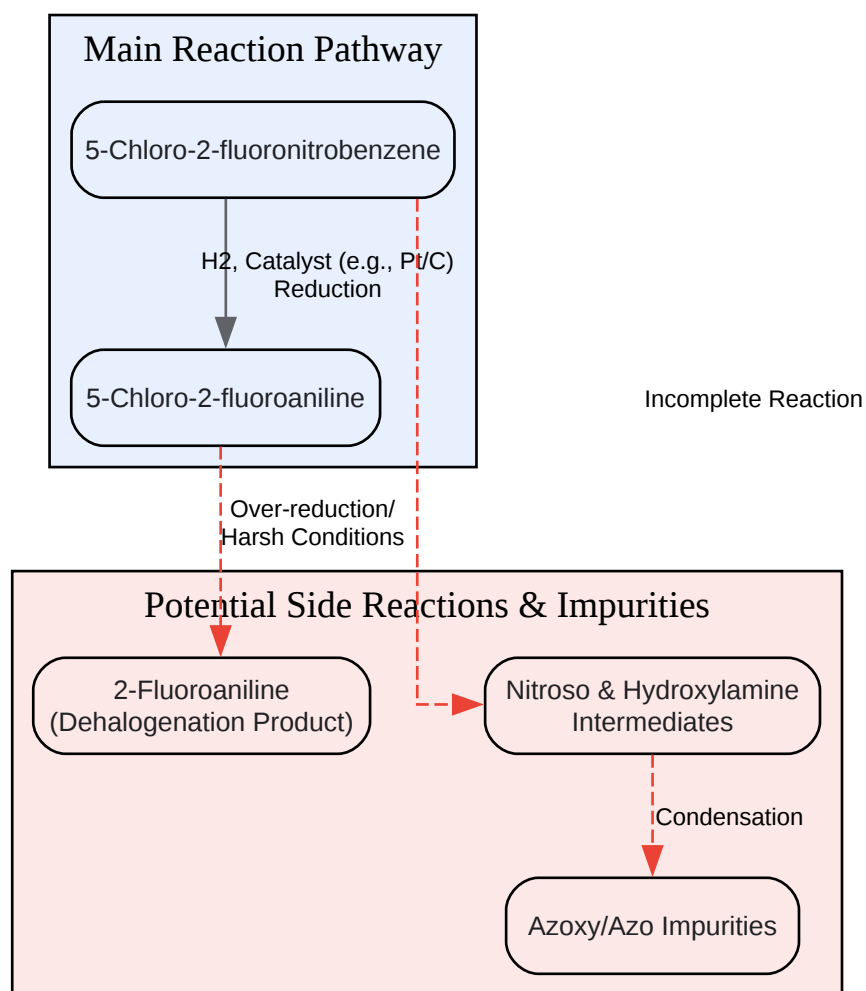 Main Reaction Pathway
5-Chloro-2-fluoronitrobenzene
H2, Catalyst (e.g., Pt/C)
Reduction
5-Chloro-2-fluoroaniline
Incomplete Reaction
Over-reduction/
Harsh Conditions
Potential Side Reactions & Impurities
2-Fluoroaniline
(Dehalogenation Product)
Nitroso & Hydroxylamine
Intermediates
Condensation
Azoxy/Azo Impurities